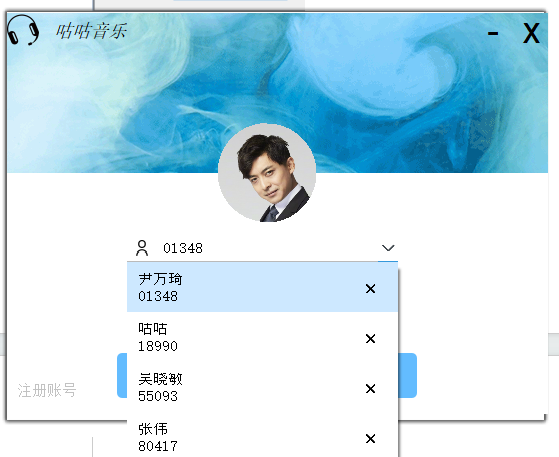 咕咕音乐
- X
01348
尹万琦
01348
×
咕咕
18990
×
吴晓敏
55093
×
注册账号
张伟
80417
×